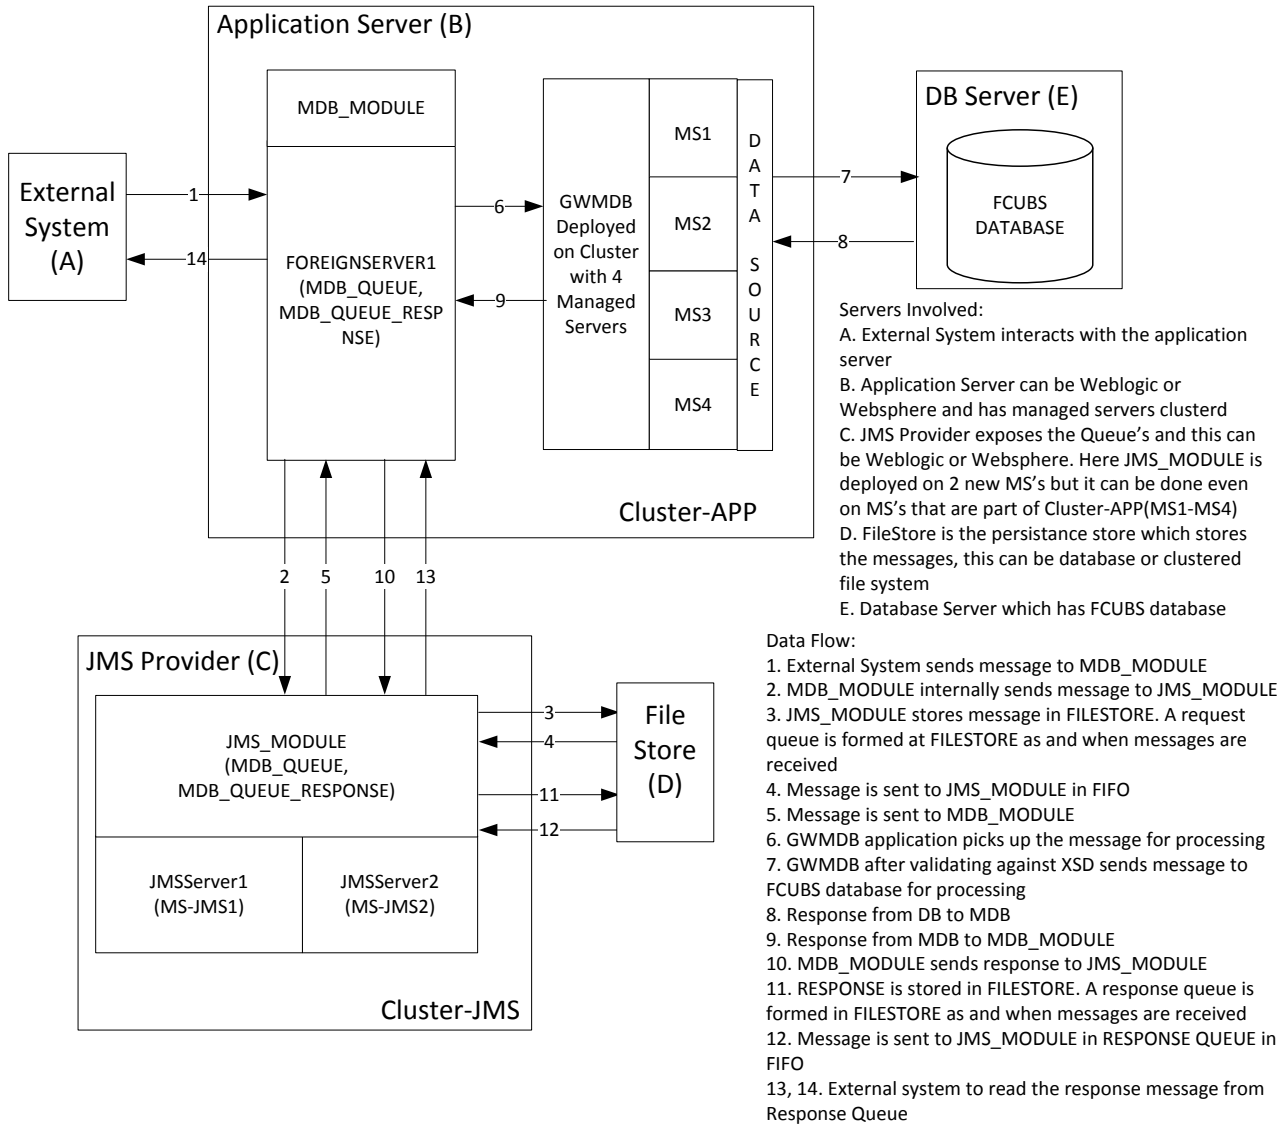 Application Server (B)
MDB_MODULE
FOREIGNSERVER1
(MDB_QUEUE,
MDB_QUEUE_RESP
NSE)
External
System
(A)
1
14
6
9
GWMDB
Deployed
on Cluster
with 4
Managed
Servers
MS1
MS2
MS3
MS4
D
A
T
A
S
O
U
R
C
E
Cluster-APP
7
8
DB Server (E)
FCUBS
DATABASE
Servers Involved:
A. External System interacts with the application
server
B. Application Server can be Weblogic or
Websphere and has managed servers clusterd
C. JMS Provider exposes the Queue's and this can
be Weblogic or Websphere. Here JMS_MODULE is
deployed on 2 new MS's but it can be done even
on MS's that are part of Cluster-APP(MS1-MS4)
D. FileStore is the persistance store which stores
the messages, this can be database or clustered
file system
E. Database Server which has FCUBS database
2
5
10
13
JMS Provider (C)
JMS_MODULE
(MDB_QUEUE,
MDB_QUEUE_RESPONSE)
JMSServer1
(MS-JMS1)
JMSServer2
(MS-JMS2)
Cluster-JMS
3
4
11
12
File
Store
(D)
Data Flow:
1. External System sends message to MDB_MODULE
2. MDB_MODULE internally sends message to JMS_MODULE
3. JMS_MODULE stores message in FILESTORE. A request
queue is formed at FILESTORE as and when messages are
received
4. Message is sent to JMS_MODULE in FIFO
5. Message is sent to MDB_MODULE
6. GWMDB application picks up the message for processing
7. GWMDB after validating against XSD sends message to
FCUBS database for processing
8. Response from DB to MDB
9. Response from MDB to MDB_MODULE
10. MDB_MODULE sends response to JMS_MODULE
11. RESPONSE is stored in FILESTORE. A response queue is
formed in FILESTORE as and when messages are received
12. Message is sent to JMS_MODULE in RESPONSE QUEUE in
FIFO
13, 14. External system to read the response message from
Response Queue